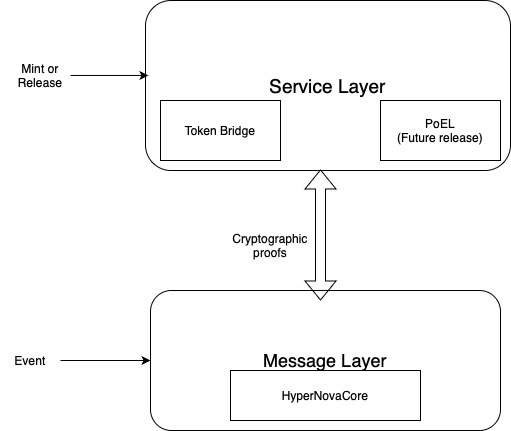 Mint or
Release
Service Layer
Token Bridge
PoEL
(Future release)
Cryptographic
proofs
Event
Message Layer
HyperNovaCore